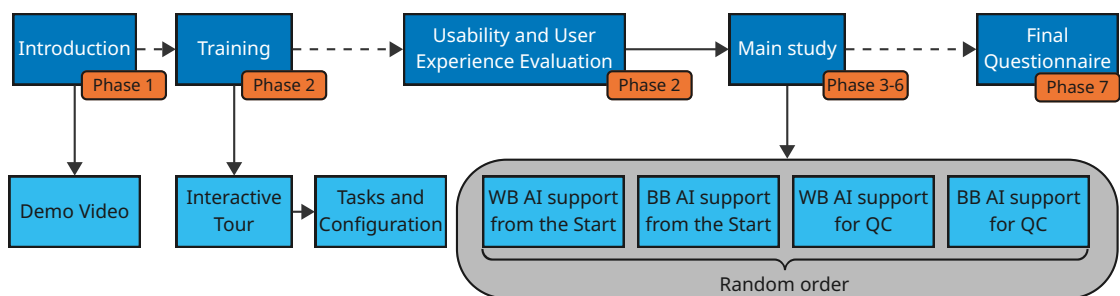 Introduction
Phase 1
Training
Phase 2
Usability and User
Experience Evaluation
Phase 2
Main study
Phase 3-6
Final
Questionnaire
Phase 7
Demo Video
Interactive
Tour
Tasks and
Configuration
WB AI support
from the Start
BB AI support
from the Start
WB AI support
for QC
BB AI support
for QC
Random order